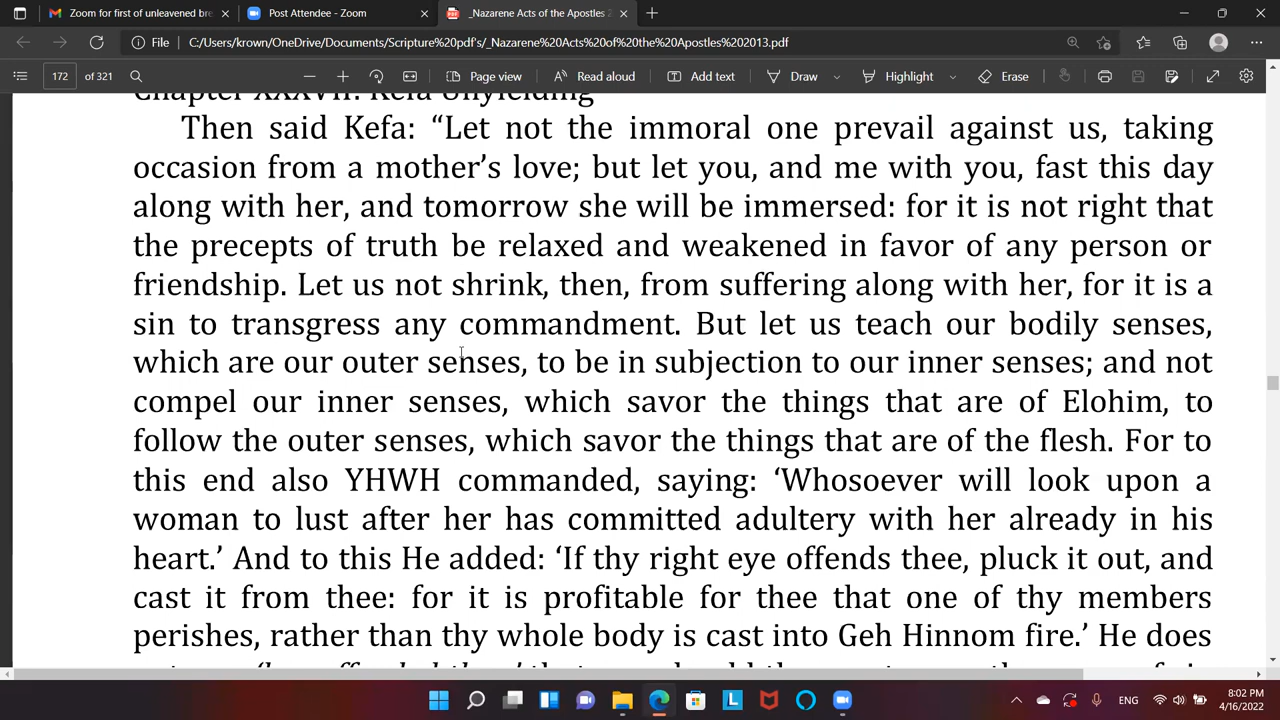 Zoom for first of unleavened bre
Post Attendee - Zoom
_Nazarene Acts of the Apostles 2
File
C:/Users/krown/OneDrive/Documents/Scripture%20pdf's/_Nazarene%20Acts%20of%20the%20Apostles%202013.pdf
172 of 321
Page view
Read aloud
Add text
Draw
Highlight
Erase
Chapter XXXVII: Kefa Unyielding
Then said Kefa: “Let not the immoral one prevail against us, taking
occasion from a mother’s love; but let you, and me with you, fast this day
along with her, and tomorrow she will be immersed: for it is not right that
the precepts of truth be relaxed and weakened in favor of any person or
friendship. Let us not shrink, then, from suffering along with her, for it is a
sin to transgress any commandment. But let us teach our bodily senses,
which are our outer senses, to be in subjection to our inner senses; and not
compel our inner senses, which savor the things that are of Elohim, to
follow the outer senses, which savor the things that are of the flesh. For to
this end also YHWH commanded, saying: ‘Whosoever will look upon a
woman to lust after her has committed adultery with her already in his
heart.’ And to this He added: ‘If thy right eye offends thee, pluck it out, and
cast it from thee: for it is profitable for thee that one of thy members
perishes, rather than thy whole body is cast into Geh Hinnom fire.’ He does
ENG
8:02 PM
4/16/2022